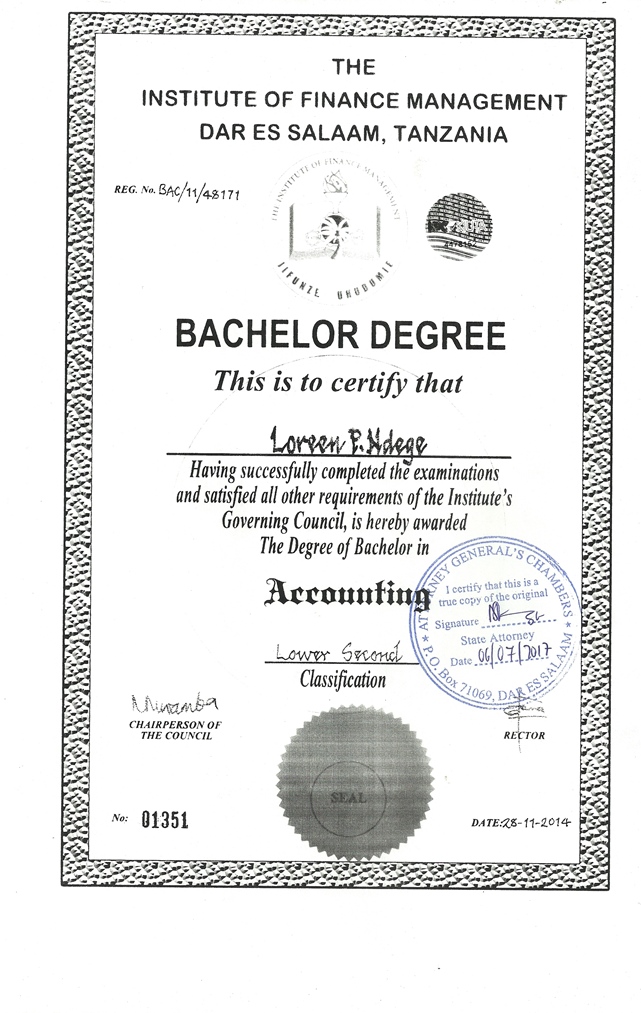 THE
INSTITUTE OF FINANCE MANAGEMENT
DAR ES SALAAM, TANZANIA
REG. No. BAC/11/48171
THE INSTITUTE OF FINANCE MANAGEMENT
JIFUNZE UHUDUMIE
BACHELOR DEGREE
This is to certify that
Loreen P. Ndege
Having successfully completed the examinations
and satisfied all other requirements of the Institute's
Governing Council, is hereby awarded
The Degree of Bachelor in
Accounting
ATTORNEY GENERAL'S CHAMBERS
I certify that this is a
true copy of the original
Signature
State Attorney
Date 06/07/2017
P.O. Box 71069, DAR ES SALAAM
Lower Second
Classification
CHAIRPERSON OF
THE COUNCIL
RECTOR
SEAL
No: 01351
DATE: 28-11-2014